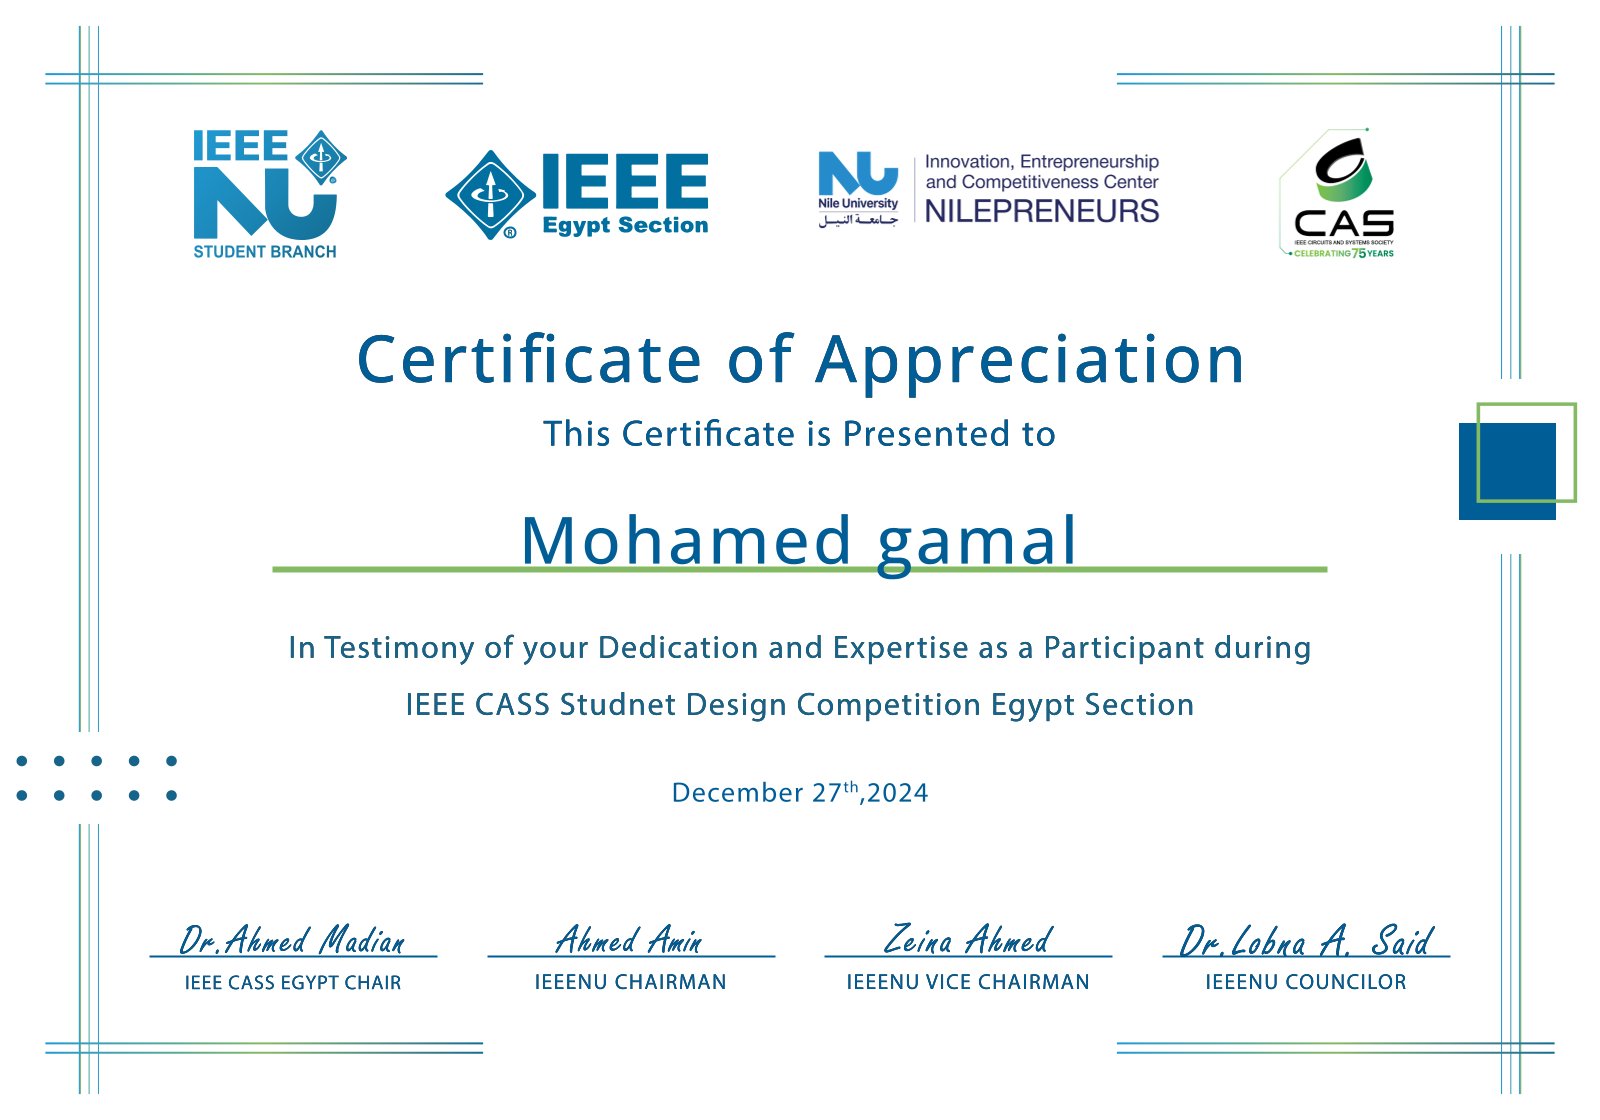 IEEE
NU
STUDENT BRANCH
IEEE
Egypt Section
®
NU
Nile University
جامعة النيل
Innovation, Entrepreneurship
and Competitiveness Center
NILEPRENEURS
CAS
IEEE CIRCUITS AND SYSTEMS SOCIETY
CELEBRATING 75 YEARS
Certificate of Appreciation
This Certificate is Presented to
Mohamed gamal
In Testimony of your Dedication and Expertise as a Participant during
IEEE CASS Studnet Design Competition Egypt Section
December 27th,2024
Dr.Ahmed Madian
IEEE CASS EGYPT CHAIR
Ahmed Amin
IEEENU CHAIRMAN
Zeina Ahmed
IEEENU VICE CHAIRMAN
Dr.Lobna A. Said
IEEENU COUNCILOR